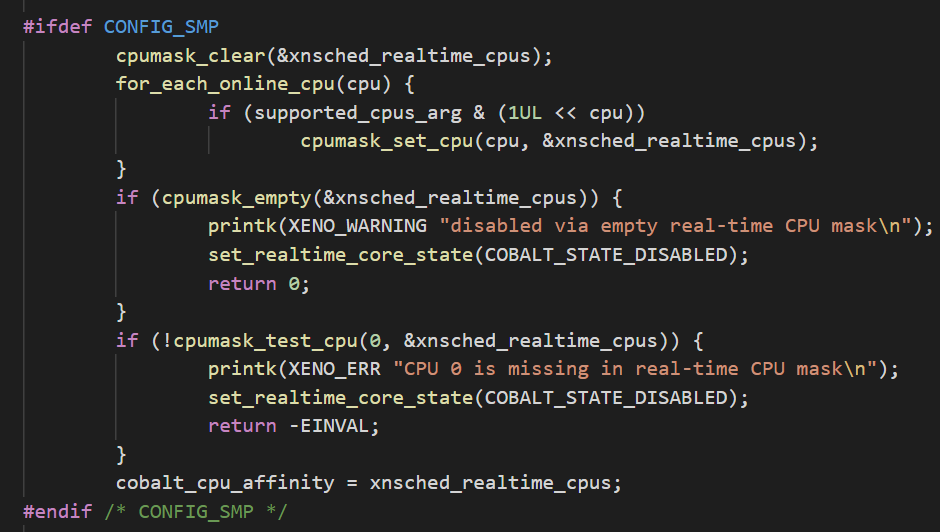 #ifdef CONFIG_SMP
cpumask_clear(&xnsched_realtime_cpus);
for_each_online_cpu(cpu) {
if (supported_cpus_arg & (1UL << cpu))
cpumask_set_cpu(cpu, &xnsched_realtime_cpus);
}
if (cpumask_empty(&xnsched_realtime_cpus)) {
printk(XENO_WARNING "disabled via empty real-time CPU mask\n");
set_realtime_core_state(COBALT_STATE_DISABLED);
return 0;
}
if (!cpumask_test_cpu(0, &xnsched_realtime_cpus)) {
printk(XENO_ERR "CPU 0 is missing in real-time CPU mask\n");
set_realtime_core_state(COBALT_STATE_DISABLED);
return -EINVAL;
}
cobalt_cpu_affinity = xnsched_realtime_cpus;
#endif /* CONFIG_SMP */